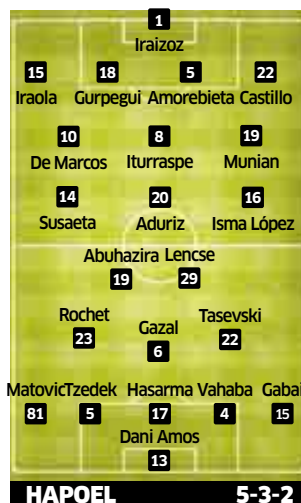 1
Iraizoz
15 18 5 22
Iraola Gurpegui Amorebieta Castillo
10 8 19
De Marcos Iturraspe Munian
14 20 16
Susaeta Aduriz Isma López
Abuhazira Lencse
19 29
Rochet Gazal Tasevski
23 6 22
Matovic Tzedek Hasarma Vahaba Gabai
81 5 17 4 15
Dani Amos
13
HAPOEL 5-3-2